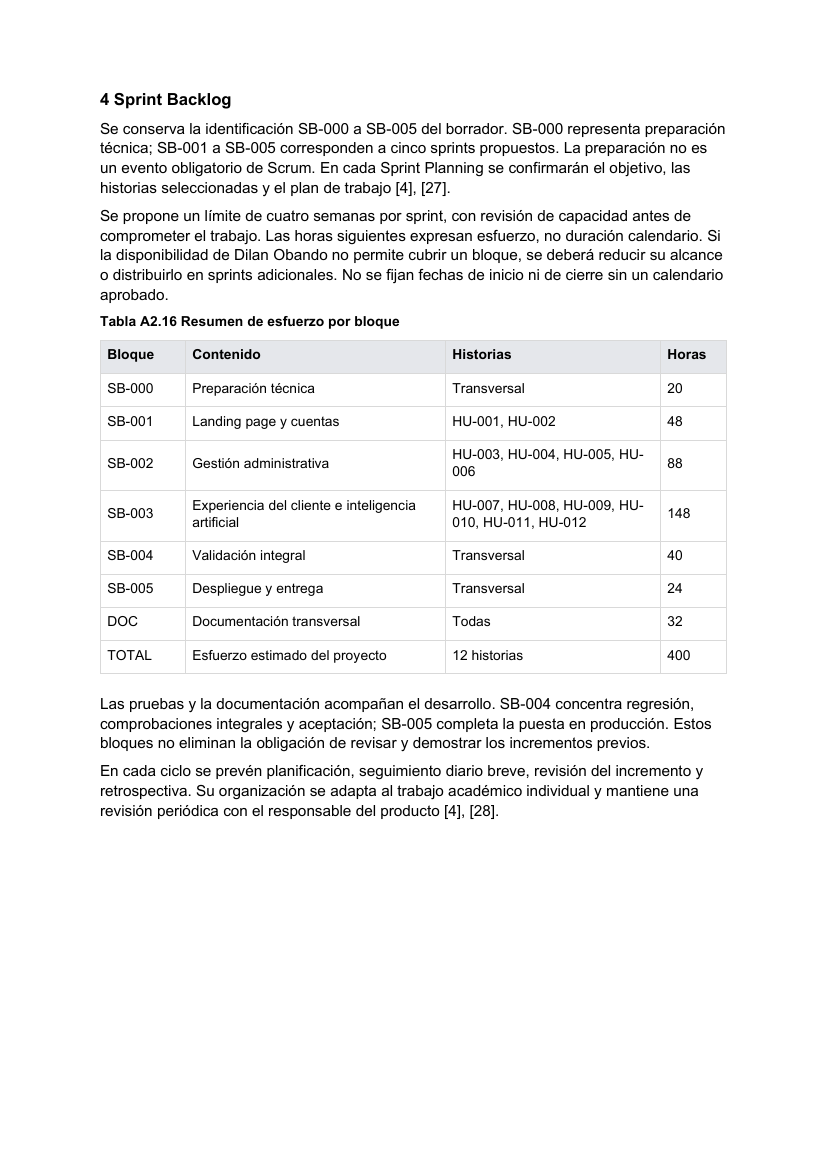 4 Sprint Backlog
Se conserva la identificación SB-000 a SB-005 del borrador. SB-000 representa preparación
técnica; SB-001 a SB-005 corresponden a cinco sprints propuestos. La preparación no es
un evento obligatorio de Scrum. En cada Sprint Planning se confirmarán el objetivo, las
historias seleccionadas y el plan de trabajo [4], [27].
Se propone un límite de cuatro semanas por sprint, con revisión de capacidad antes de
comprometer el trabajo. Las horas siguientes expresan esfuerzo, no duración calendario. Si
la disponibilidad de Dilan Obando no permite cubrir un bloque, se deberá reducir su alcance
o distribuirlo en sprints adicionales. No se fijan fechas de inicio ni de cierre sin un calendario
aprobado.
Tabla A2.16 Resumen de esfuerzo por bloque
Bloque Contenido Historias Horas
SB-000 Preparación técnica Transversal 20
SB-001 Landing page y cuentas HU-001, HU-002 48
SB-002 Gestión administrativa HU-003, HU-004, HU-005, HU-
006 88
SB-003 Experiencia del cliente e inteligencia
artificial HU-007, HU-008, HU-009, HU-
010, HU-011, HU-012 148
SB-004 Validación integral Transversal 40
SB-005 Despliegue y entrega Transversal 24
DOC Documentación transversal Todas 32
TOTAL Esfuerzo estimado del proyecto 12 historias 400
Las pruebas y la documentación acompañan el desarrollo. SB-004 concentra regresión,
comprobaciones integrales y aceptación; SB-005 completa la puesta en producción. Estos
bloques no eliminan la obligación de revisar y demostrar los incrementos previos.
En cada ciclo se prevén planificación, seguimiento diario breve, revisión del incremento y
retrospectiva. Su organización se adapta al trabajo académico individual y mantiene una
revisión periódica con el responsable del producto [4], [28].